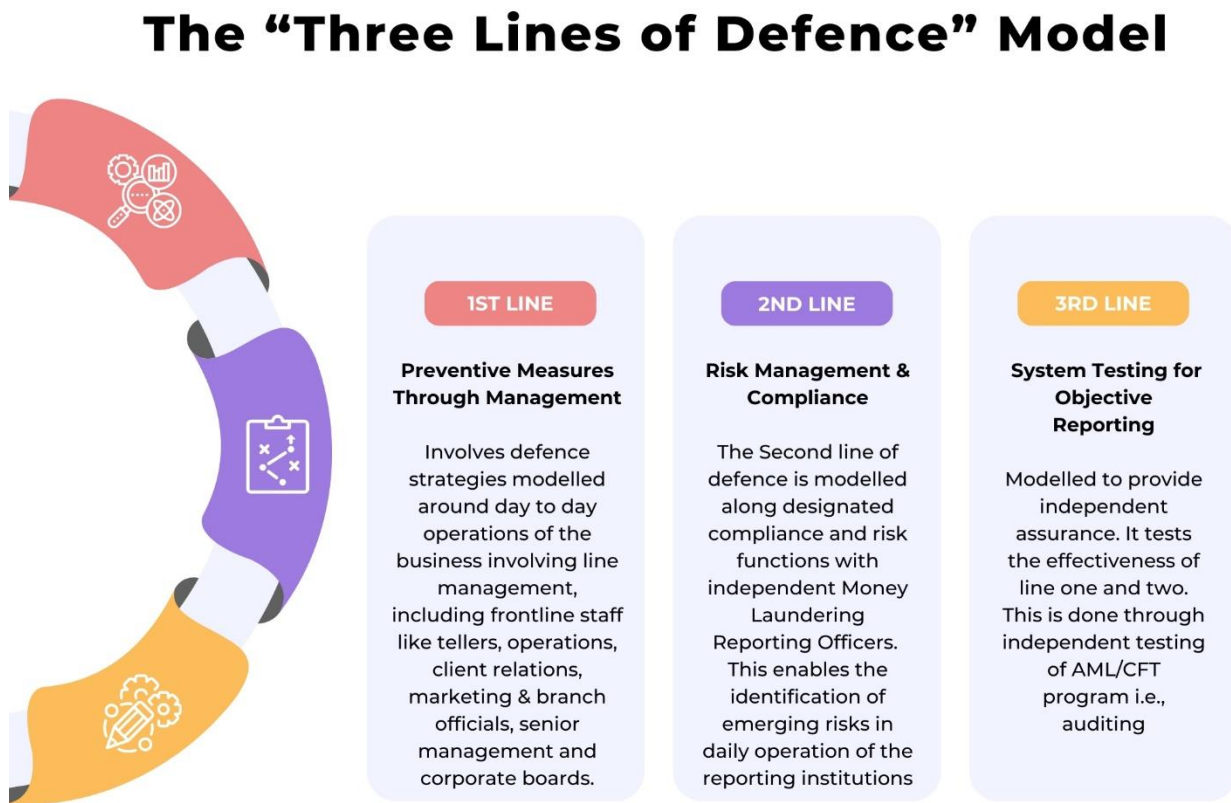 The “Three Lines of Defence” Model
1ST LINE
Preventive Measures
Through Management
Involves defence
strategies modelled
around day to day
operations of the
business involving line
management,
including frontline staff
like tellers, operations,
client relations,
marketing & branch
officials, senior
management and
corporate boards.
2ND LINE
Risk Management &
Compliance
The Second line of
defence is modelled
along designated
compliance and risk
functions with
independent Money
Laundering
Reporting Officers.
This enables the
identification of
emerging risks in
daily operation of the
reporting institutions
3RD LINE
System Testing for
Objective
Reporting
Modelled to provide
independent
assurance. It tests
the effectiveness of
line one and two.
This is done through
independent testing
of AML/CFT
program i.e.,
auditing